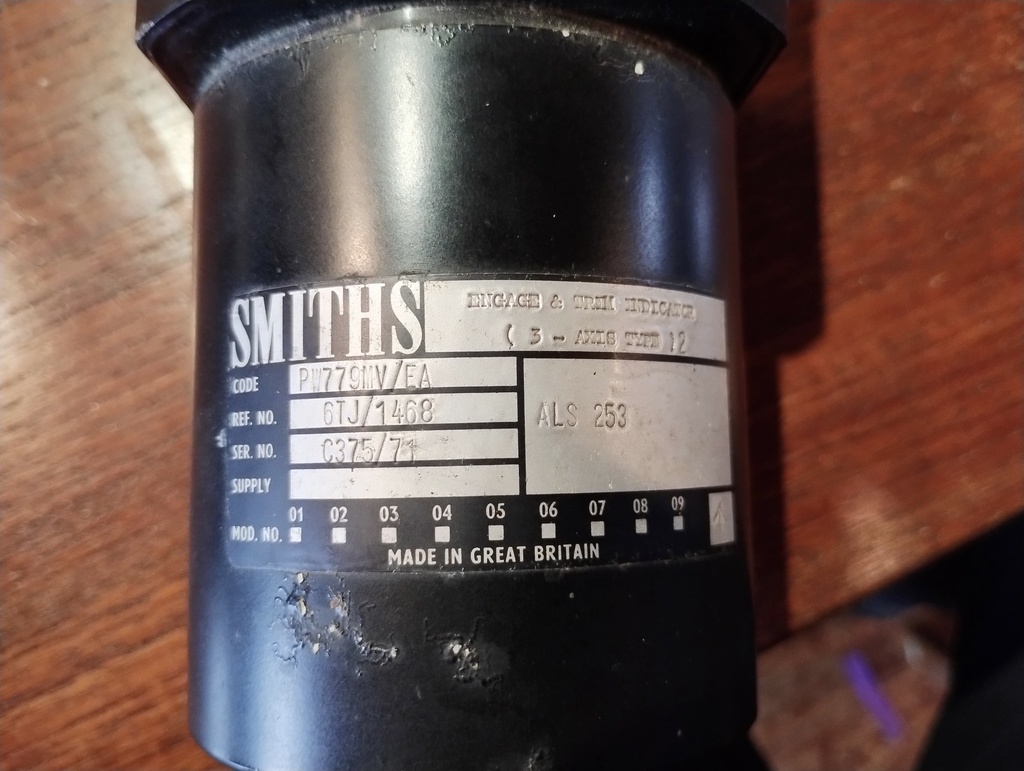 SMITHS
ENGAGE & TRIM INDICATOR
( 3 - AXIS TYPE )2
CODE PW779MV/EA
REF. NO. 6TJ/1468
ALS 253
SER. NO. C375/71
SUPPLY
01 02 03 04 05 06 07 08 09
MOD. NO.
MADE IN GREAT BRITAIN